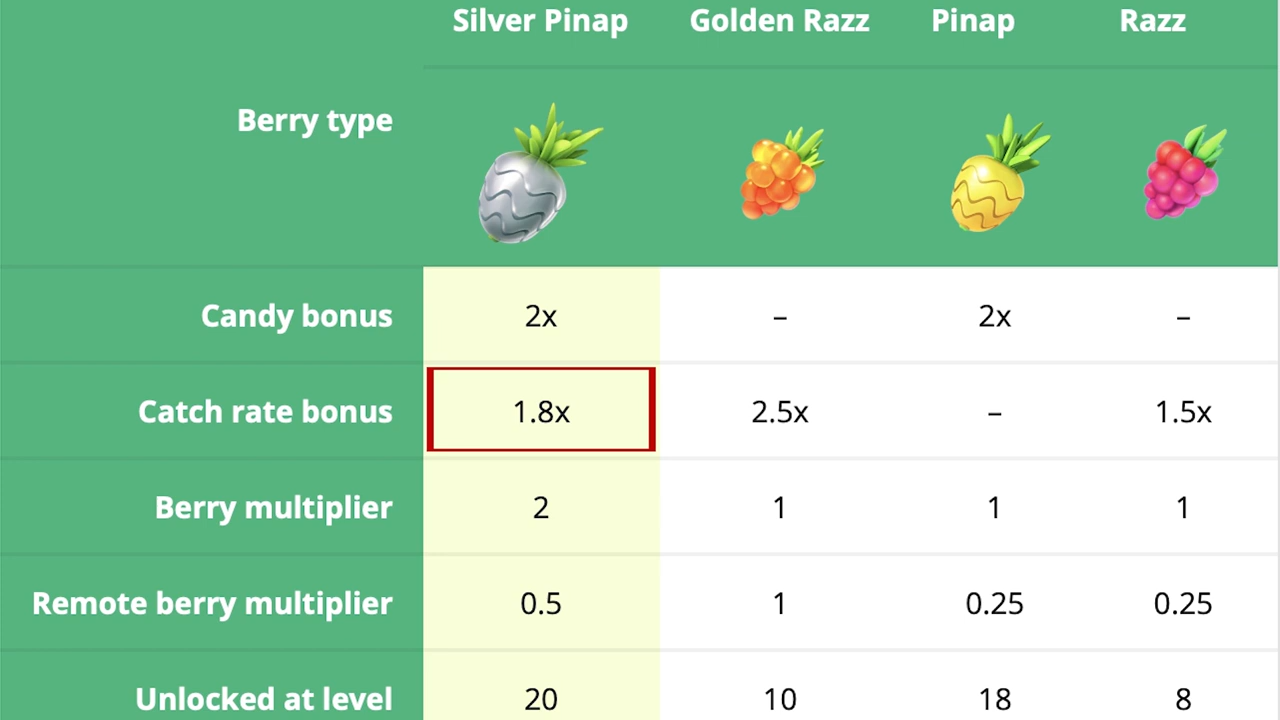 Silver Pinap Golden Razz Pinap Razz
Berry type
Candy bonus 2x – 2x –
Catch rate bonus 1.8x 2.5x – 1.5x
Berry multiplier 2 1 1 1
Remote berry multiplier 0.5 1 0.25 0.25
Unlocked at level 20 10 18 8